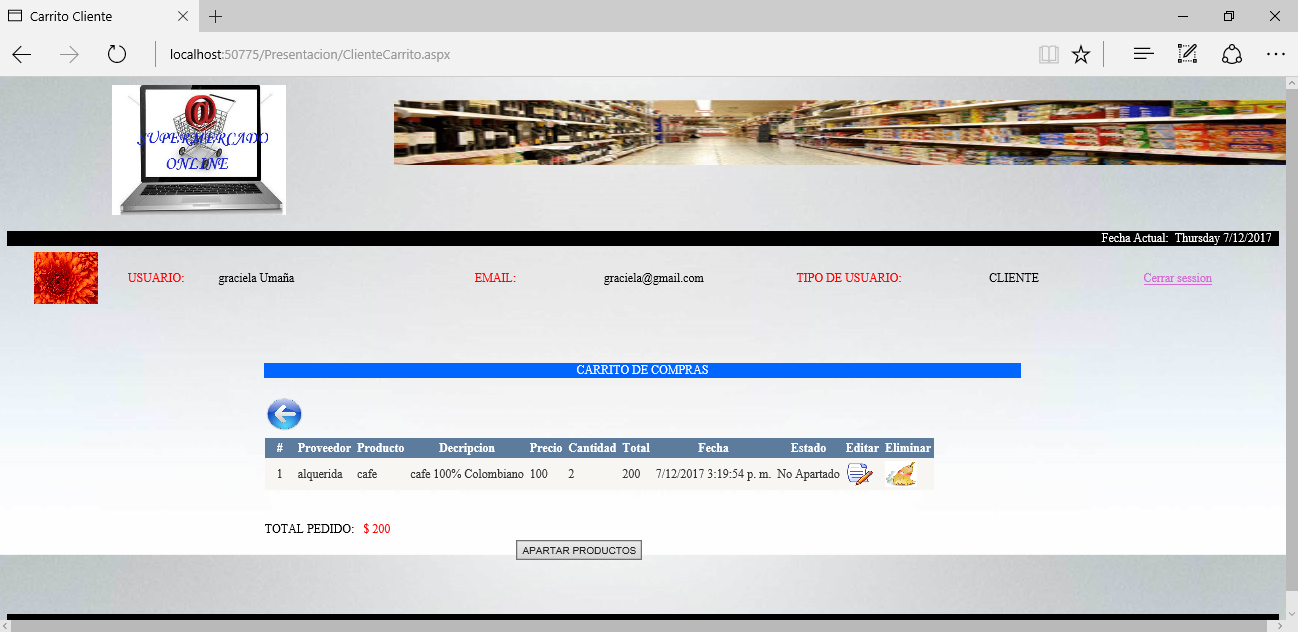 Carrito Cliente
localhost:50775/Presentacion/ClienteCarrito.aspx
@
SUPERMERCADO
ONLINE
Fecha Actual: Thursday 7/12/2017
USUARIO: graciela Umaña EMAIL: graciela@gmail.com TIPO DE USUARIO: CLIENTE Cerrar session
CARRITO DE COMPRAS
# Proveedor Producto Decripcion Precio Cantidad Total Fecha Estado Editar Eliminar
1 alquerida cafe cafe 100% Colombiano 100 2 200 7/12/2017 3:19:54 p. m. No Apartado
TOTAL PEDIDO: $ 200
APARTAR PRODUCTOS